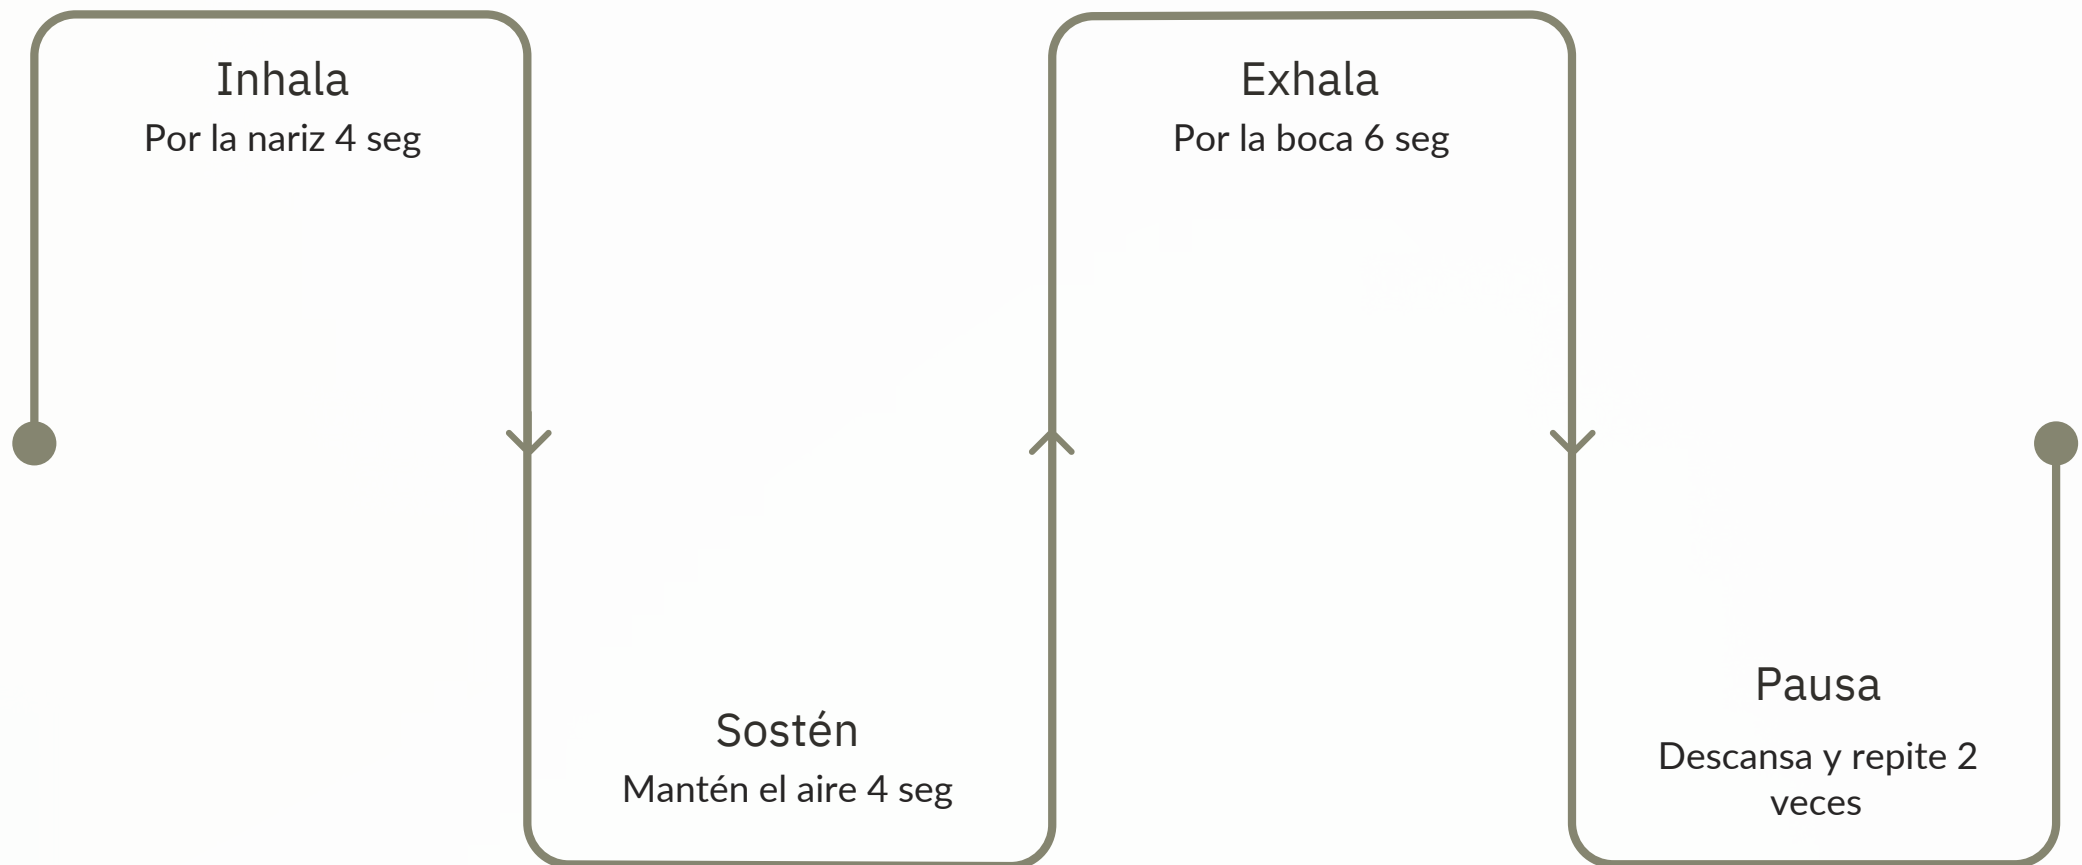 Inhala
Por la nariz 4 seg
Sostén
Mantén el aire 4 seg
Exhala
Por la boca 6 seg
Pausa
Descansa y repite 2
veces